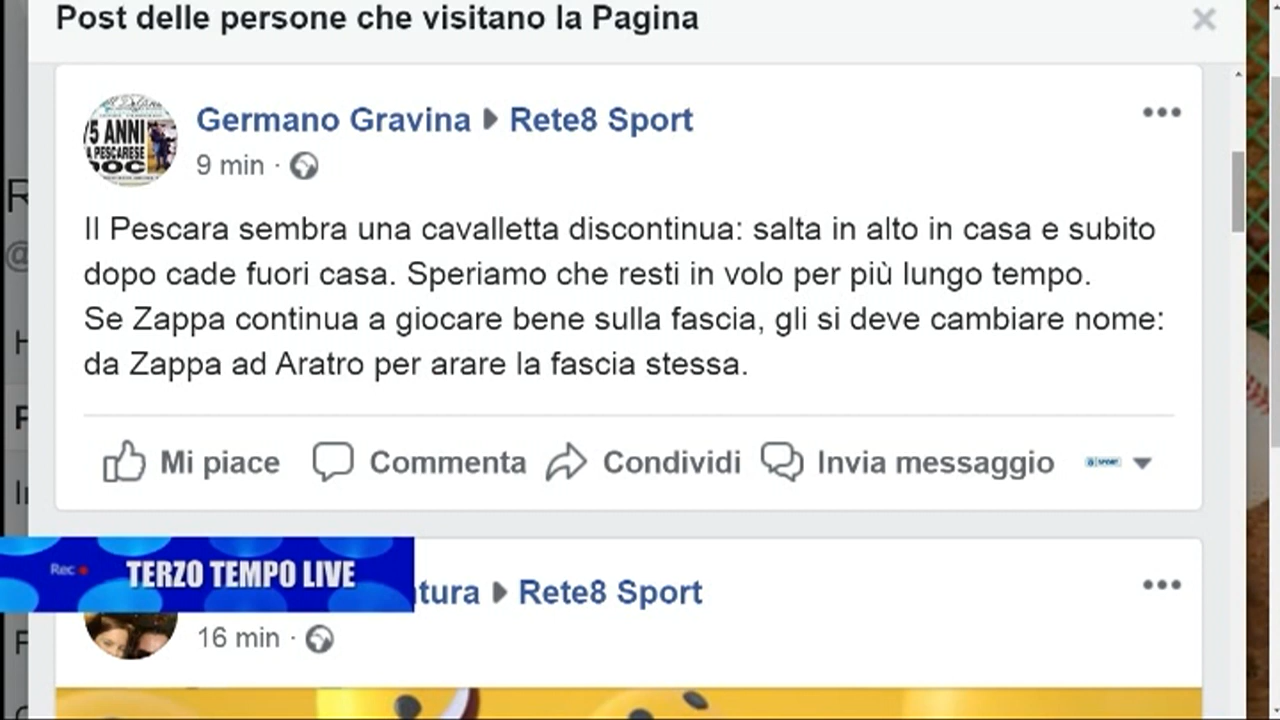 Post delle persone che visitano la Pagina
5 ANNI
PESCARESE
DOC
Germano Gravina Rete8 Sport
9 min ·
Il Pescara sembra una cavalletta discontinua: salta in alto in casa e subito
dopo cade fuori casa. Speriamo che resti in volo per più lungo tempo.
Se Zappa continua a giocare bene sulla fascia, gli si deve cambiare nome:
da Zappa ad Aratro per arare la fascia stessa.
Mi piace Commenta Condividi Invia messaggio SPORT
Rec TERZO TEMPO LIVE
tura Rete8 Sport
16 min ·